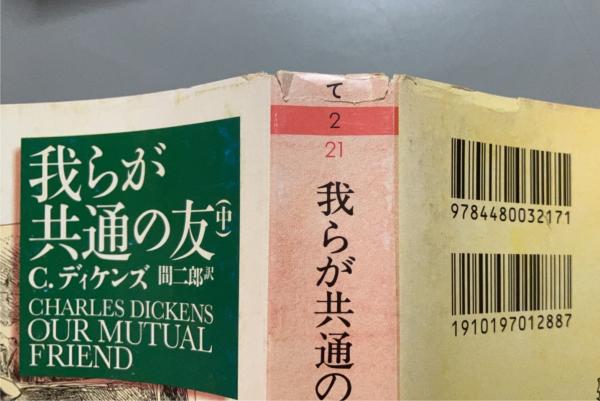 我らが
共通の友(中)
C.ディケンズ 間二郎訳
CHARLES DICKENS
OUR MUTUAL
FRIEND
て
2
21
我らが共通の
9784480032171
1910197012887